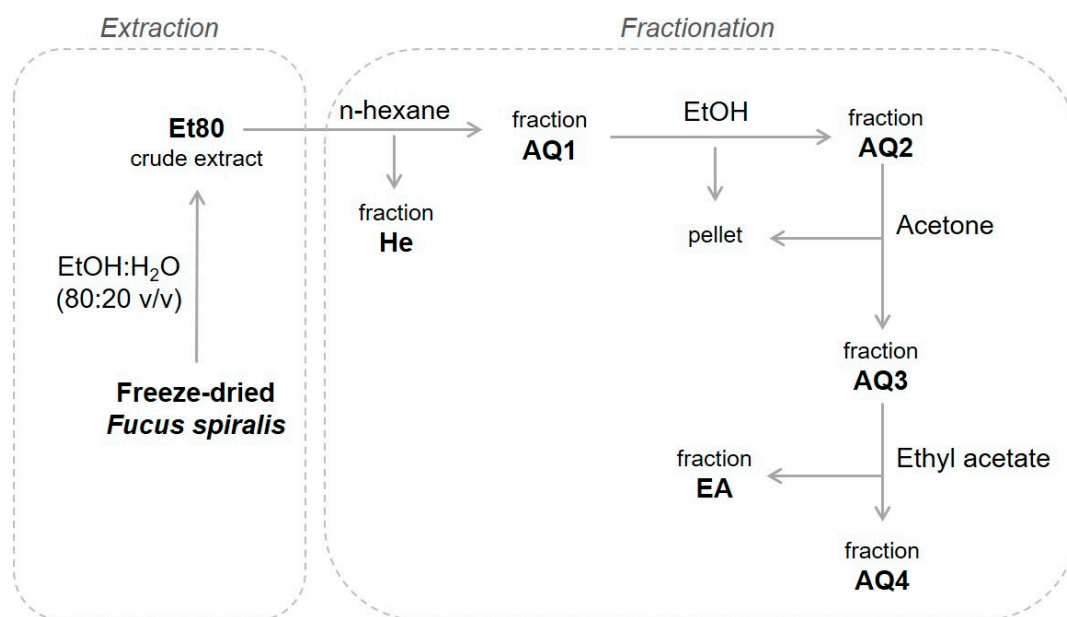 Extraction
Fractionation
Et80
crude extract
EtOH:H₂O
(80:20 v/v)
Freeze-dried
Fucus spiralis
n-hexane
fraction
He
fraction
AQ1
EtOH
pellet
fraction
AQ2
Acetone
fraction
AQ3
Ethyl acetate
fraction
EA
fraction
AQ4